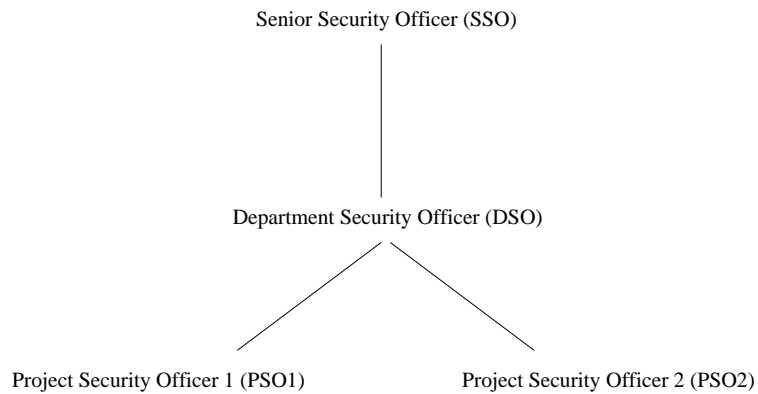 Senior Security Officer (SSO)
Department Security Officer (DSO)
Project Security Officer 1 (PSO1)
Project Security Officer 2 (PSO2)